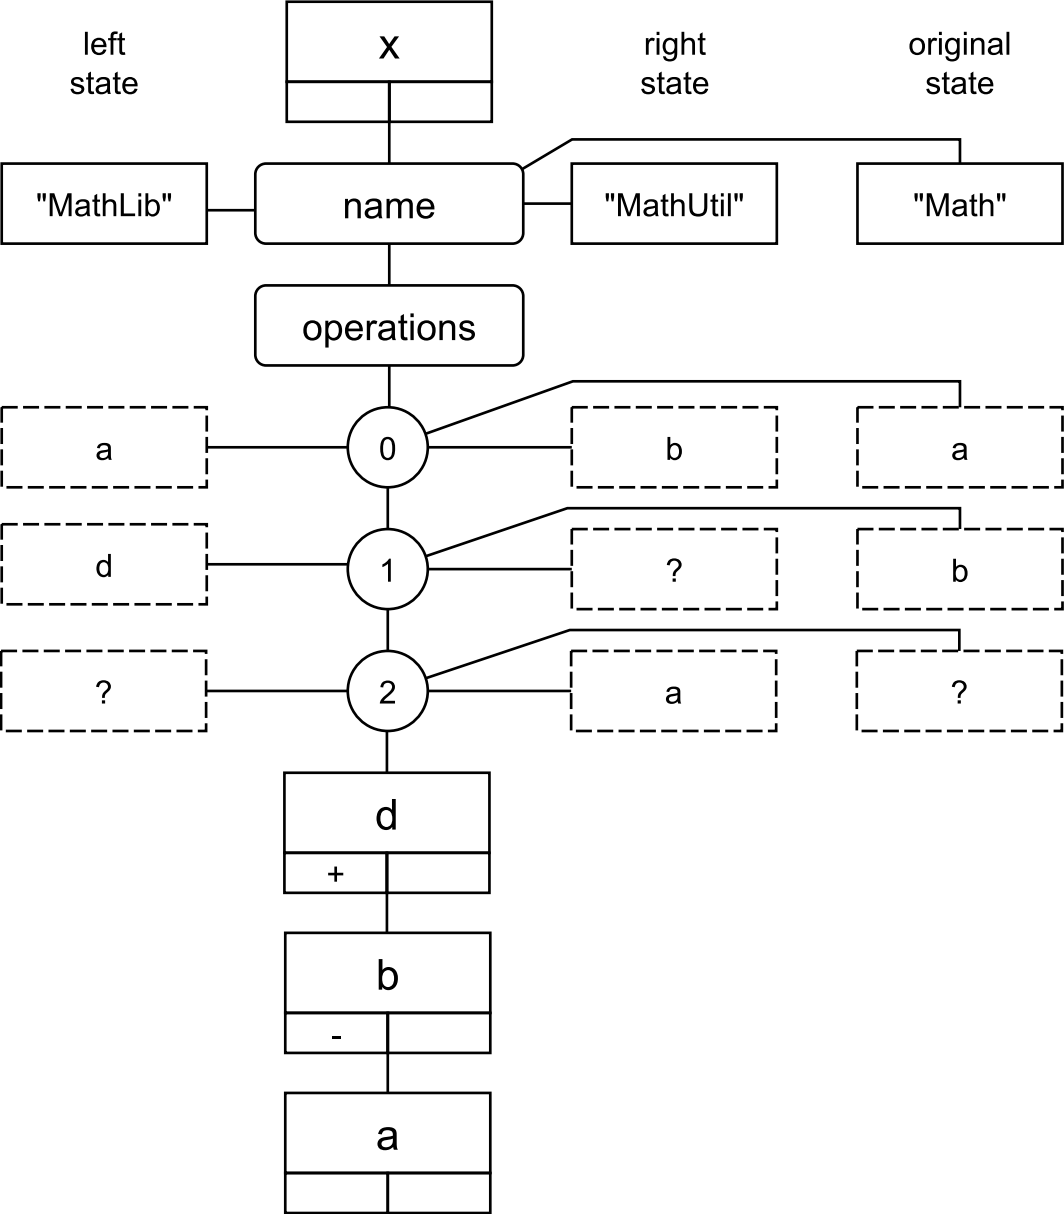 left
state
x
right
state
original
state
"MathLib"
name
"MathUtil"
"Math"
operations
a
0
b
a
d
1
?
b
?
2
a
?
d
+
b
-
a